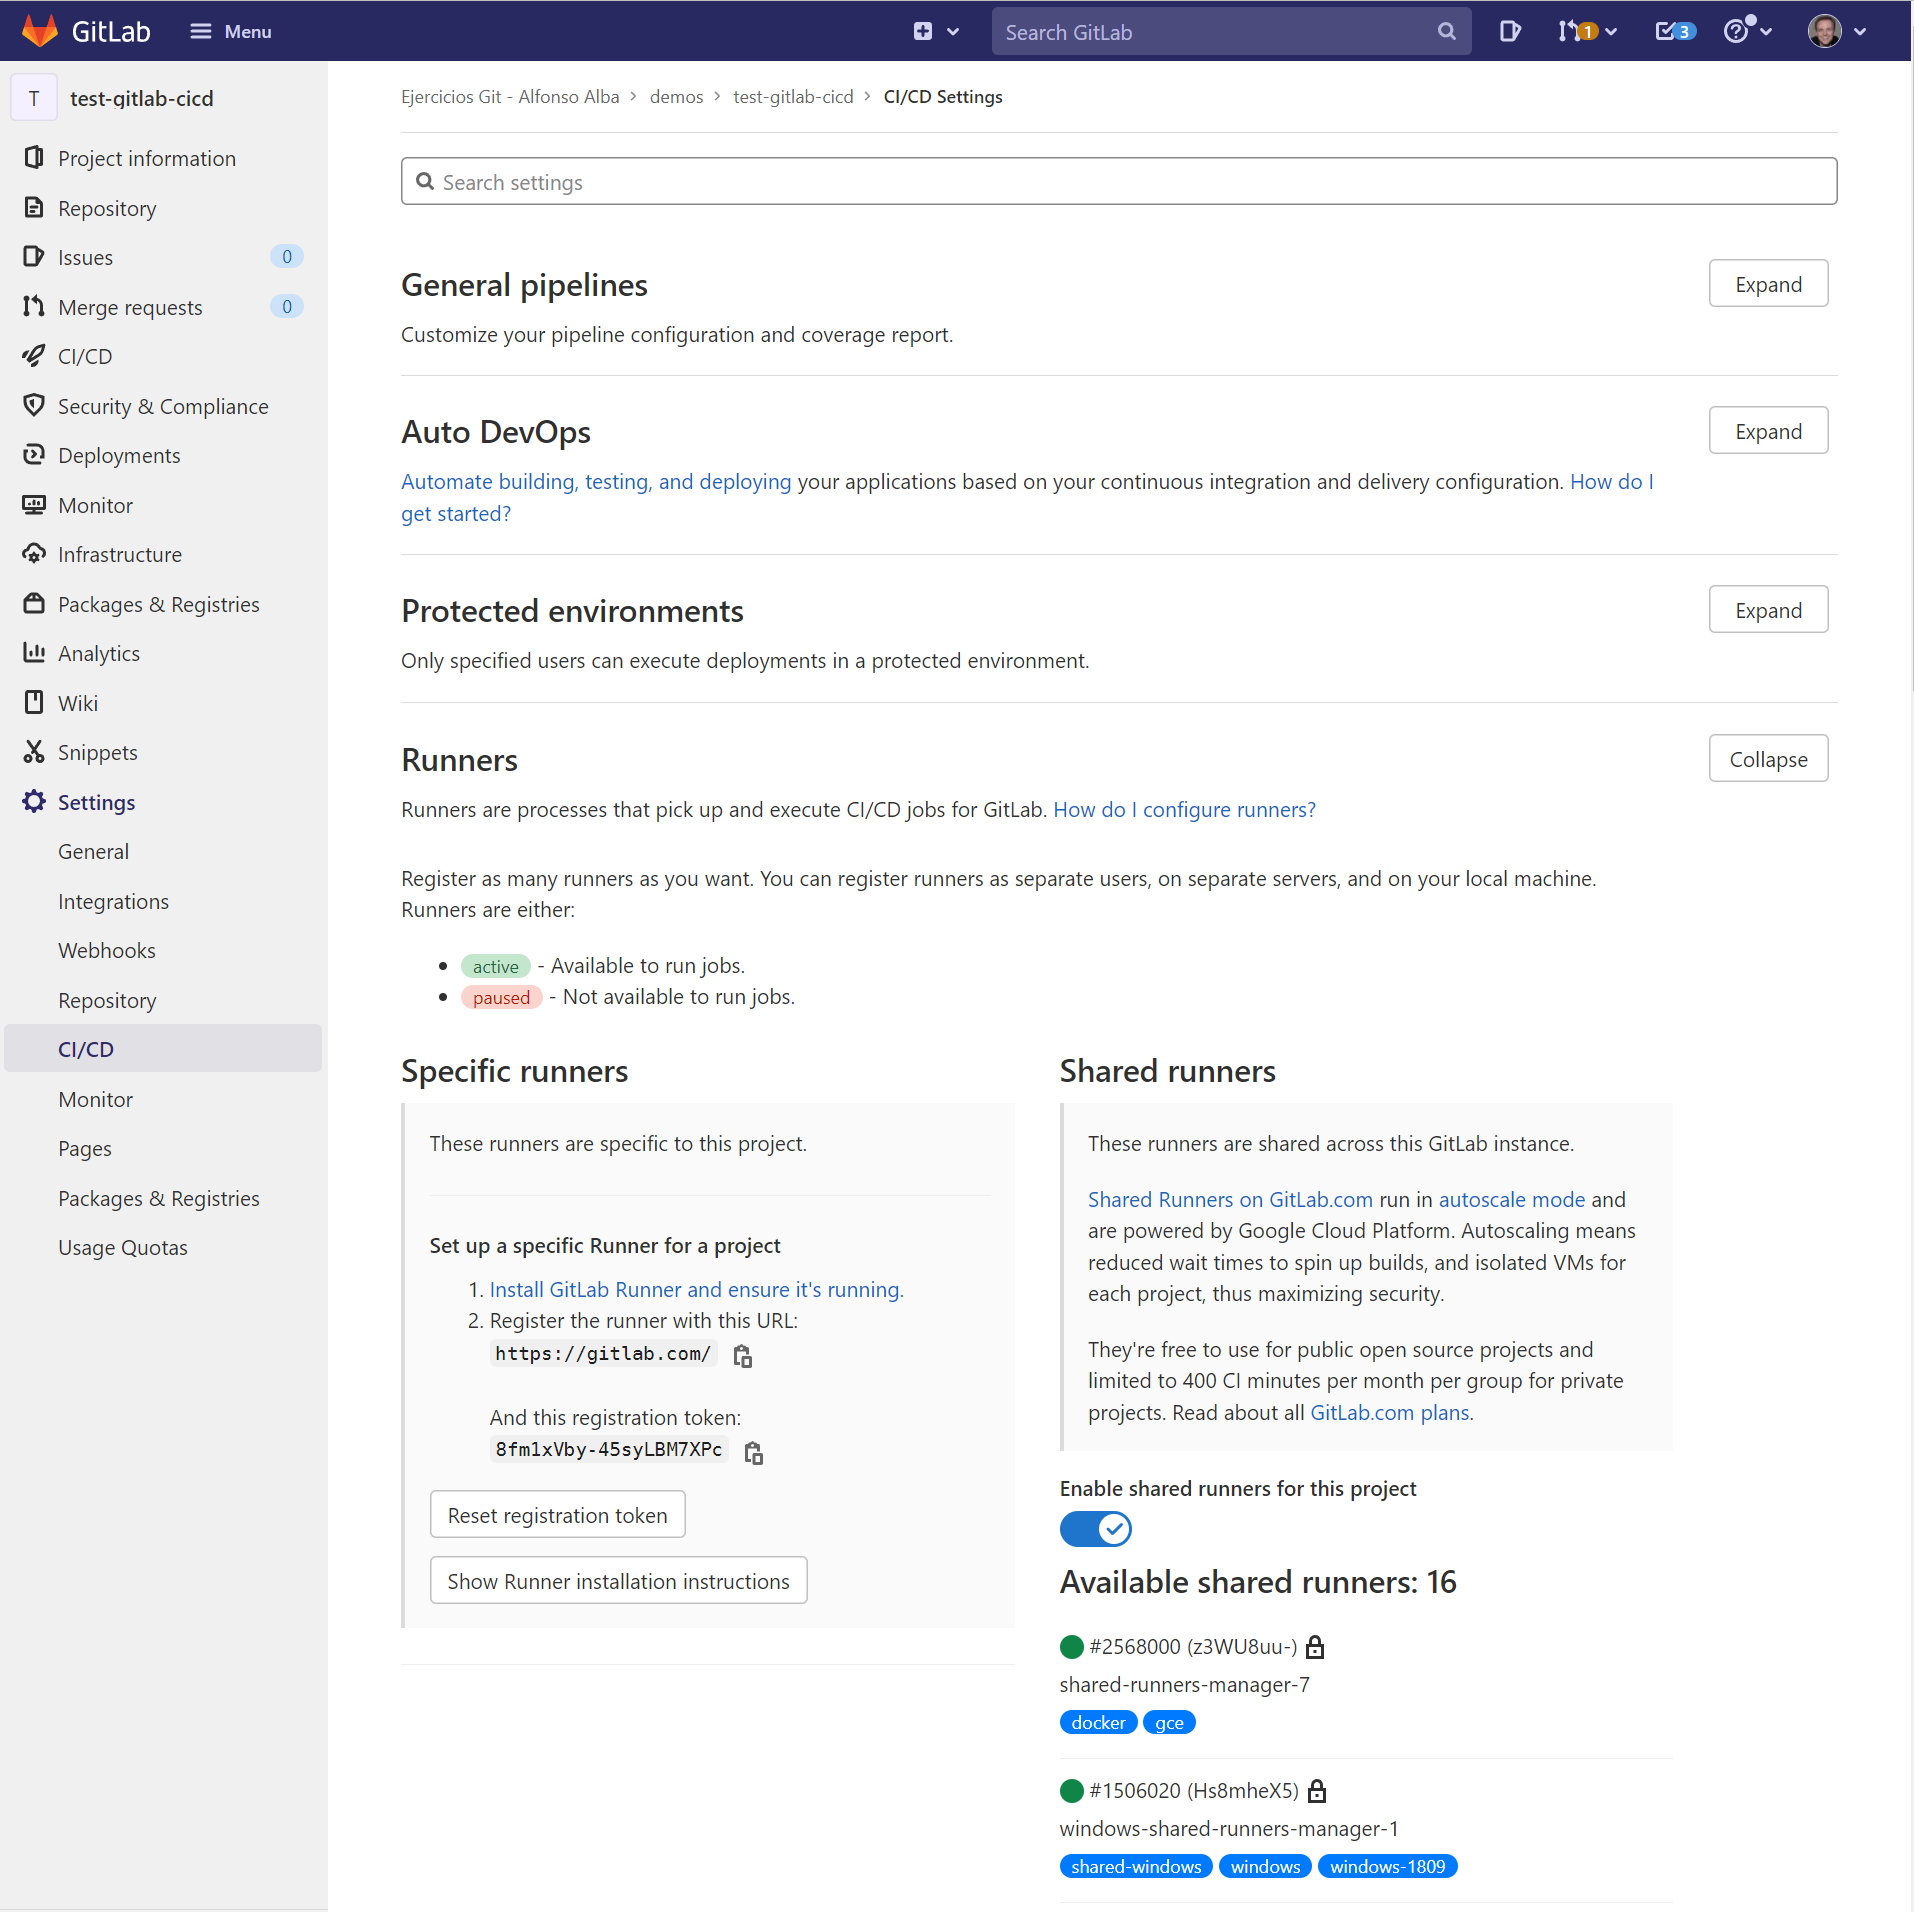 GitLab
Menu
Search GitLab
1
3
T
test-gitlab-cicd
Project information
Repository
Issues
0
Merge requests
0
CI/CD
Security & Compliance
Deployments
Monitor
Infrastructure
Packages & Registries
Analytics
Wiki
Snippets
Settings
General
Integrations
Webhooks
Repository
CI/CD
Monitor
Pages
Packages & Registries
Usage Quotas
Ejercicios Git - Alfonso Alba > demos > test-gitlab-cicd > CI/CD Settings
Search settings
General pipelines
Expand
Customize your pipeline configuration and coverage report.
Auto DevOps
Expand
Automate building, testing, and deploying your applications based on your continuous integration and delivery configuration. How do I
get started?
Protected environments
Expand
Only specified users can execute deployments in a protected environment.
Runners
Collapse
Runners are processes that pick up and execute CI/CD jobs for GitLab. How do I configure runners?
Register as many runners as you want. You can register runners as separate users, on separate servers, and on your local machine.
Runners are either:
• active - Available to run jobs.
• paused - Not available to run jobs.
Specific runners
These runners are specific to this project.
Set up a specific Runner for a project
1. Install GitLab Runner and ensure it's running.
2. Register the runner with this URL:
https://gitlab.com/
And this registration token:
8fm1xVby-45syLBM7XPc
Reset registration token
Show Runner installation instructions
Shared runners
These runners are shared across this GitLab instance.
Shared Runners on GitLab.com run in autoscale mode and
are powered by Google Cloud Platform. Autoscaling means
reduced wait times to spin up builds, and isolated VMs for
each project, thus maximizing security.
They're free to use for public open source projects and
limited to 400 CI minutes per month per group for private
projects. Read about all GitLab.com plans.
Enable shared runners for this project
Available shared runners: 16
#2568000 (z3WU8uu-)
shared-runners-manager-7
docker gce
#1506020 (Hs8mheX5)
windows-shared-runners-manager-1
shared-windows windows windows-1809